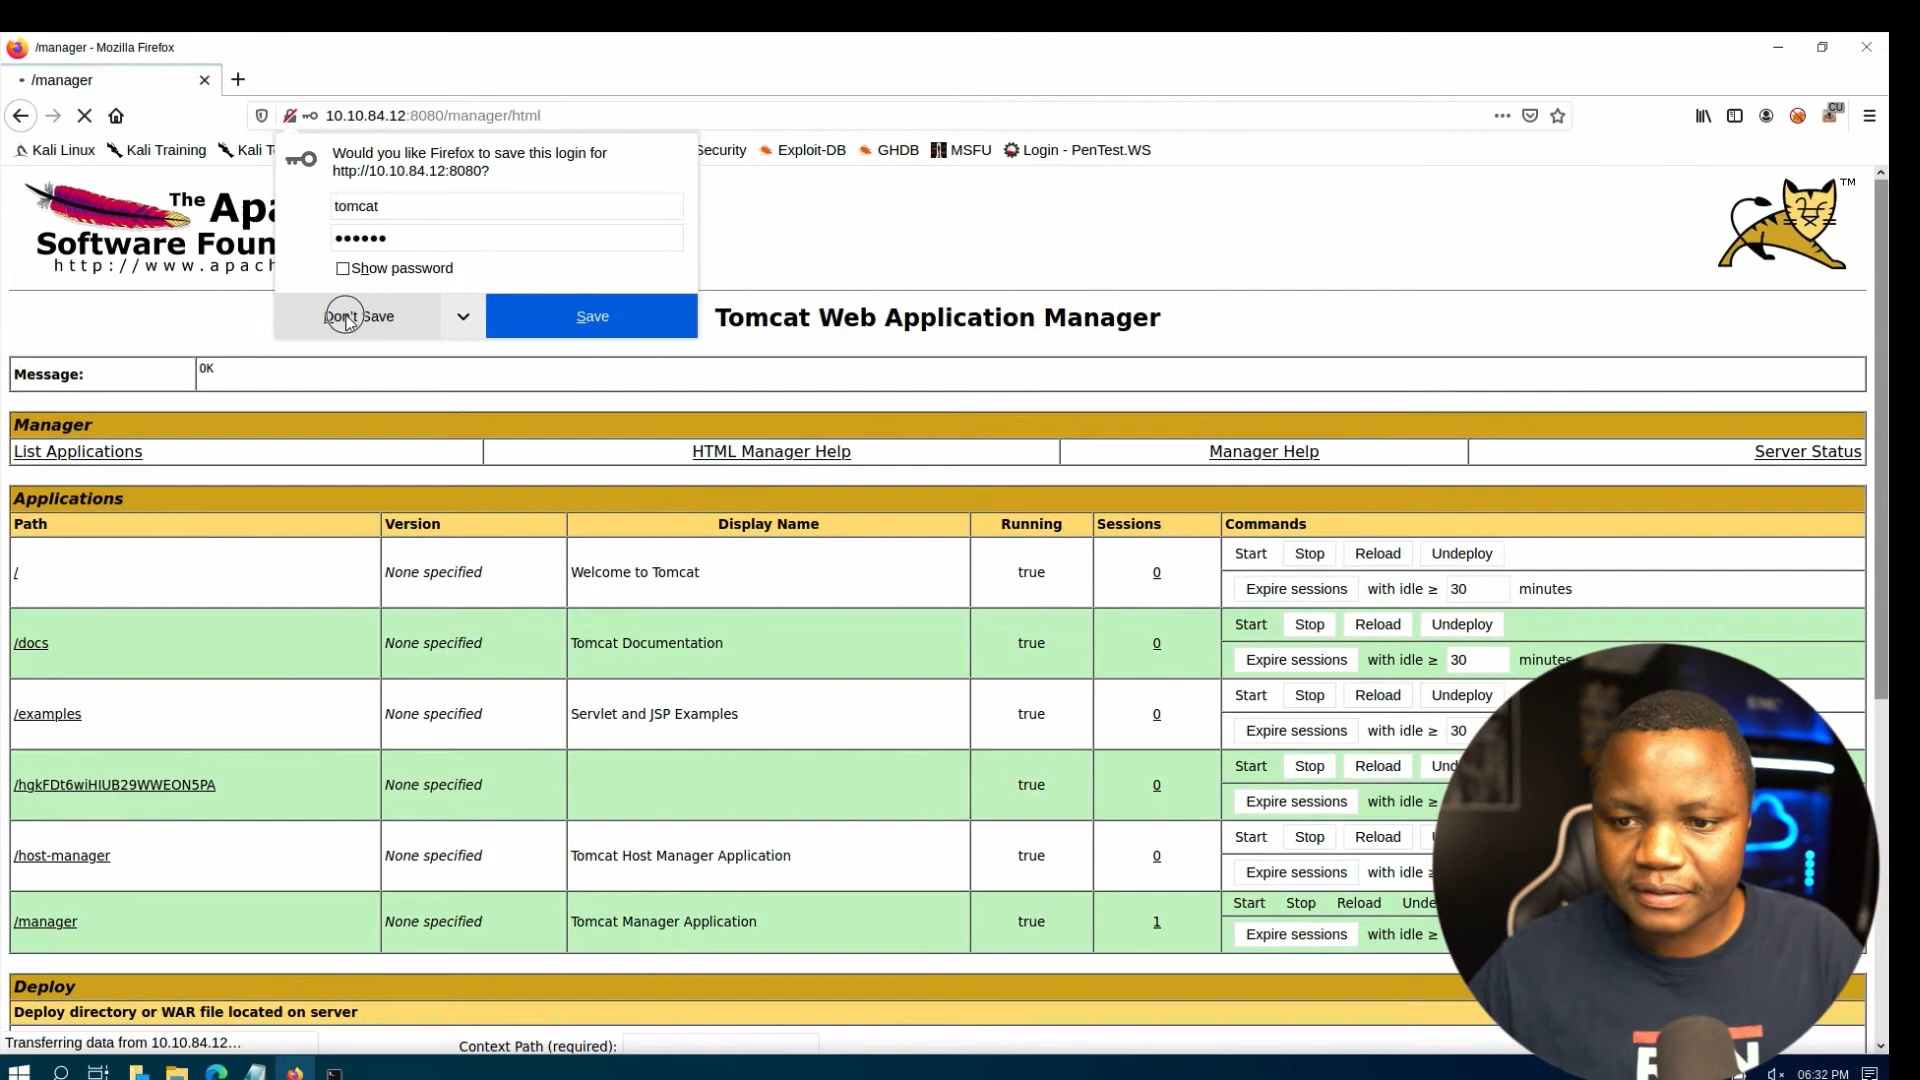 /manager - Mozilla Firefox
/manager
10.10.84.12:8080/manager/html
Kali Linux
Kali Training
Kali T
Security
Exploit-DB
GHDB
MSFU
Login - PenTest.WS
CU
Would you like Firefox to save this login for
http://10.10.84.12:8080?
tomcat
Show password
Don't Save
Save
The Apa
Software Foun
http://www.apach
TM
Tomcat Web Application Manager
Message:
OK
Manager
List Applications
HTML Manager Help
Manager Help
Server Status
Applications
Path
Version
Display Name
Running
Sessions
Commands
/
None specified
Welcome to Tomcat
true
0
Start
Stop
Reload
Undeploy
Expire sessions
with idle ≥
30
minutes
/docs
None specified
Tomcat Documentation
true
0
Start
Stop
Reload
Undeploy
Expire sessions
with idle ≥
30
minutes
/examples
None specified
Servlet and JSP Examples
true
0
Start
Stop
Reload
Undeploy
Expire sessions
with idle ≥
30
/hgkFDt6wiHIUB29WWEON5PA
None specified
true
0
Start
Stop
Reload
Und
Expire sessions
with idle ≥
/host-manager
None specified
Tomcat Host Manager Application
true
0
Start
Stop
Reload
U
Expire sessions
with idle ≥
/manager
None specified
Tomcat Manager Application
true
1
Start
Stop
Reload
Unde
Expire sessions
with idle ≥
Deploy
Deploy directory or WAR file located on server
Context Path (required):
Transferring data from 10.10.84.12...
06:32 PM